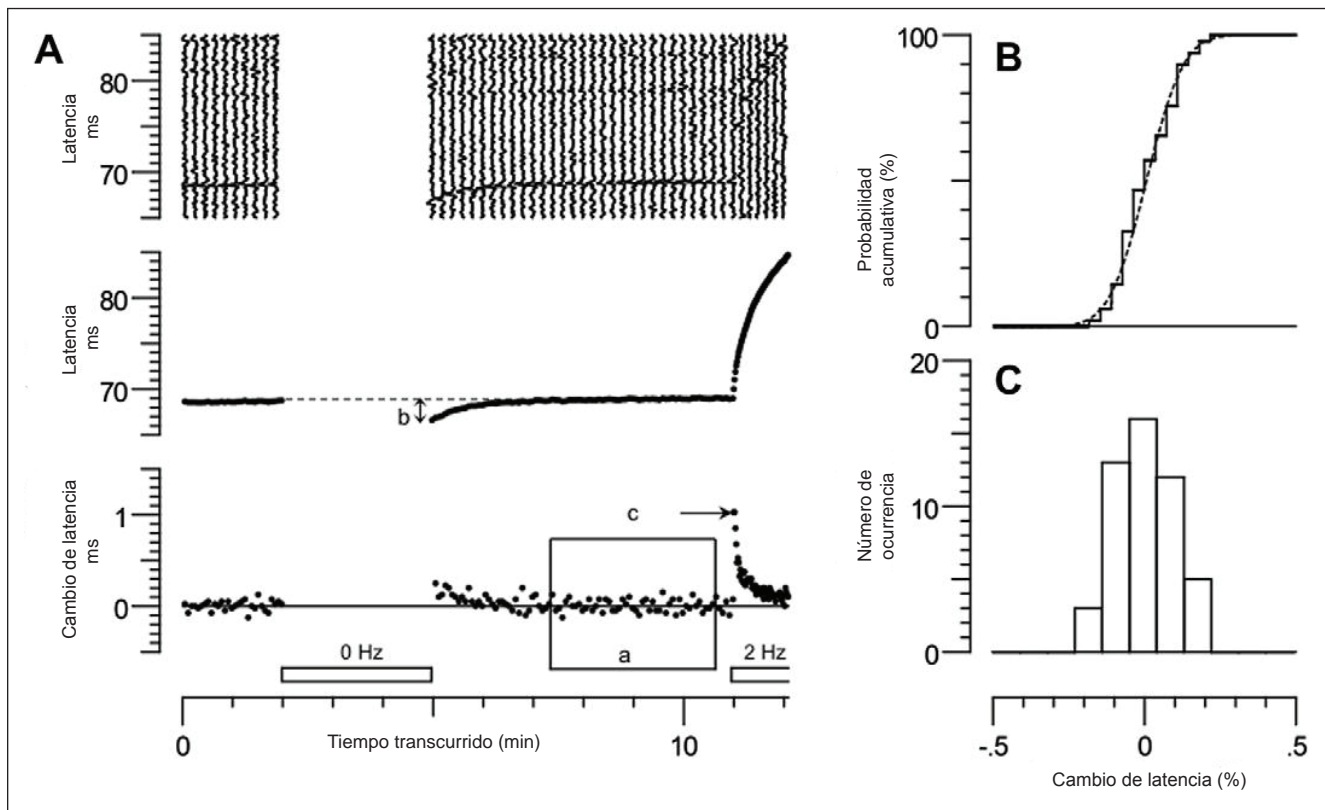 A
Latencia
ms
80
70
Latencia
ms
80
70
b
Cambio de latencia
ms
1
0
c
a
0 Hz
2 Hz
0
10
Tiempo transcurrido (min)
B
Probabilidad
acumulativa (%)
100
0
C
Número de
ocurrencia
20
10
0
-.5
0
.5
Cambio de latencia (%)